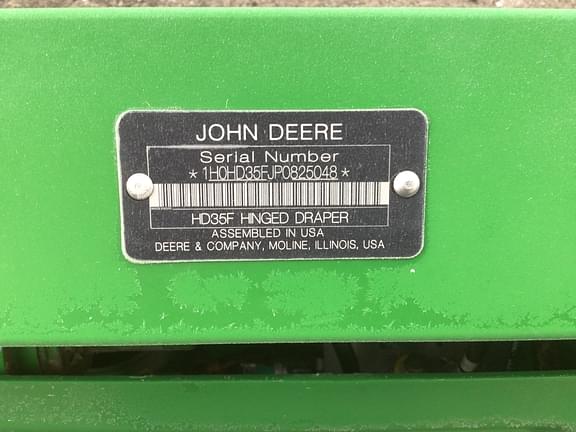 JOHN DEERE
Serial Number
*1H0HD35FJP0825048*
HD35F HINGED DRAPER
ASSEMBLED IN USA
DEERE & COMPANY, MOLINE, ILLINOIS, USA